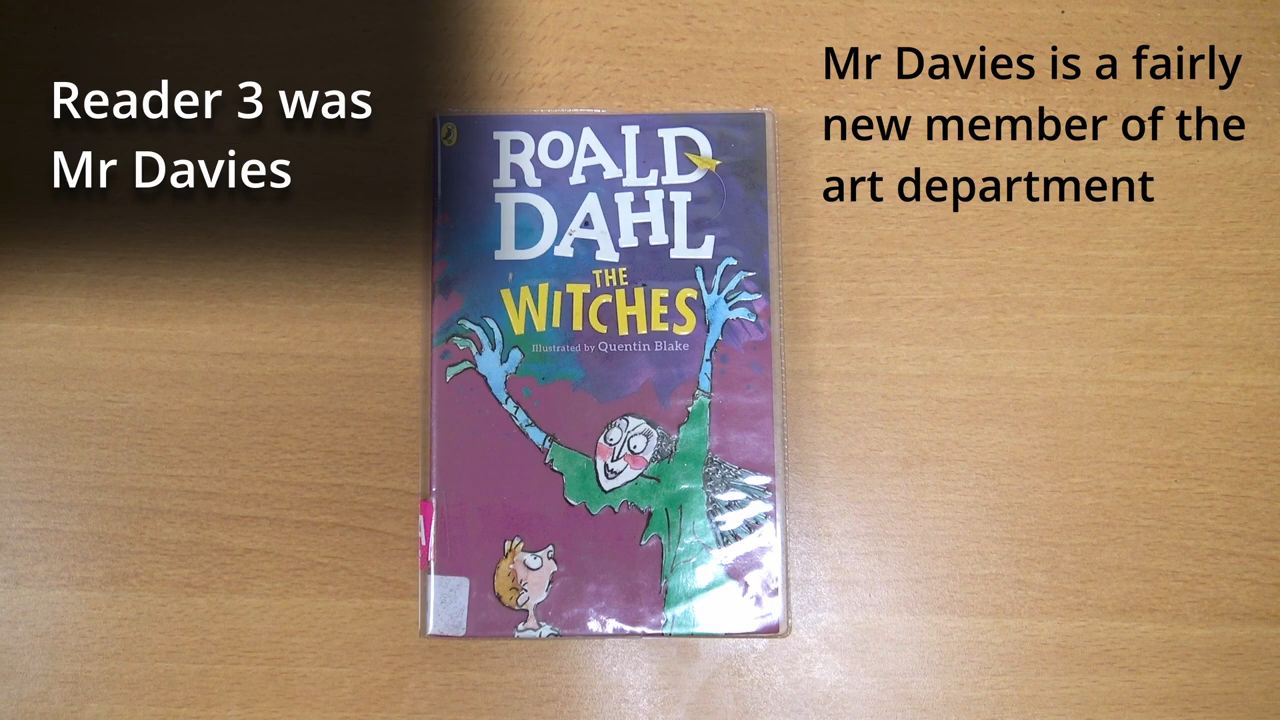 Reader 3 was
Mr Davies
Mr Davies is a fairly
new member of the
art department
ROALD
DAHL
THE
WITCHES
Illustrated by Quentin Blake
A